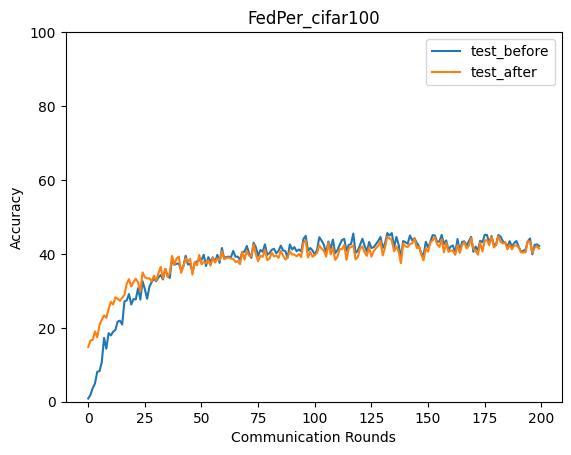 FedPer_cifar100
test_before
test_after
100
80
60
40
20
0
Accuracy
0 25 50 75 100 125 150 175 200
Communication Rounds